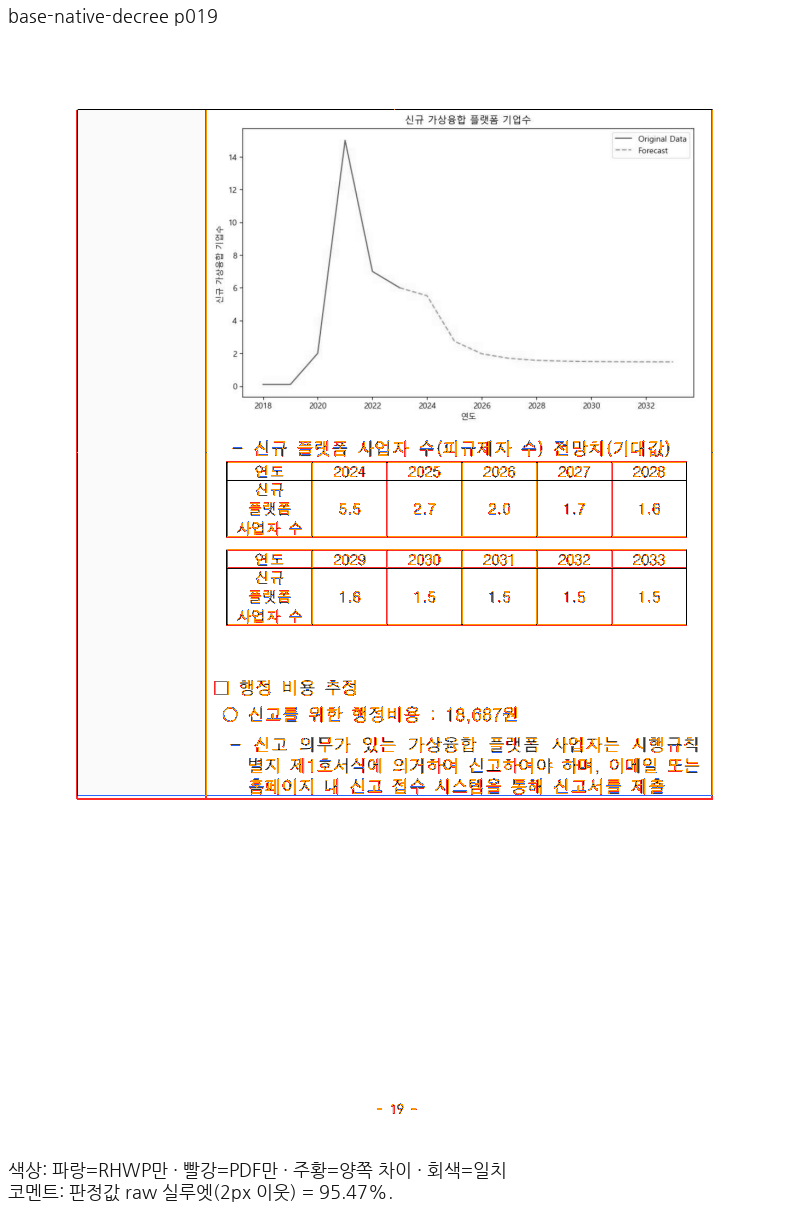 base-native-decree p019
신규 가상융합 플랫폼 기업수
Original Data
Forecast
신규 가상융합 기업수
14
12
10
8
6
4
2
0
2018 2020 2022 2024 2026 2028 2030 2032
연도
- 신규 플랫폼 사업자 수(피규제자 수) 전망치(기대값)
연도 2024 2025 2026 2027 2028
신규
플랫폼 5.5 2.7 2.0 1.7 1.6
사업자 수
연도 2029 2030 2031 2032 2033
신규
플랫폼 1.6 1.5 1.5 1.5 1.5
사업자 수
□ 행정 비용 추정
○ 신고를 위한 행정비용 : 18,687원
- 신고 의무가 있는 가상융합 플랫폼 사업자는 시행규칙
별지 제1호서식에 의거하여 신고하여야 하며, 이메일 또는
홈페이지 내 신고 접수 시스템을 통해 신고서를 제출
- 19 -
색상: 파랑=RHWP만 · 빨강=PDF만 · 주황=양쪽 차이 · 회색=일치
코멘트: 판정값 raw 실루엣(2px 이웃) = 95.47%.